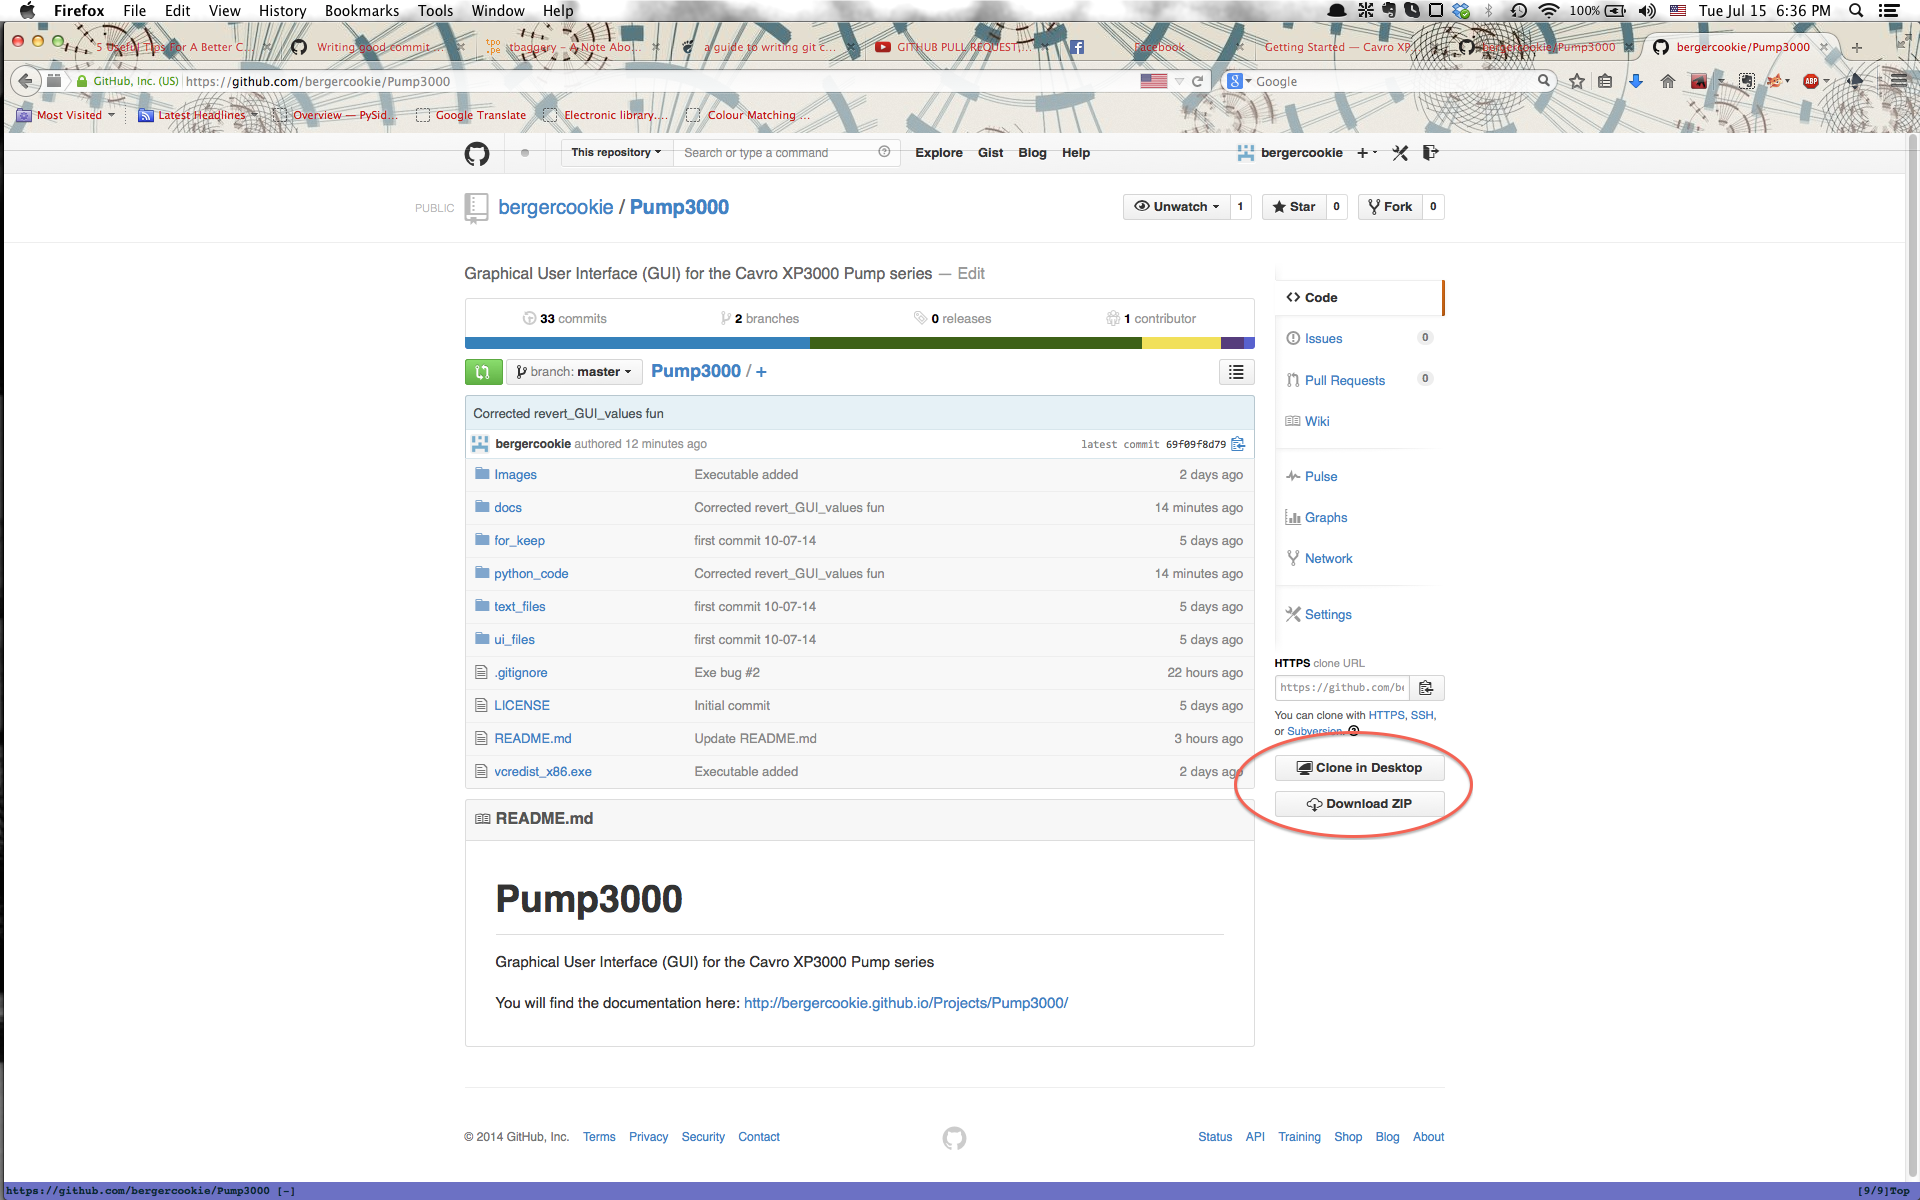 Firefox File Edit View History Bookmarks Tools Window Help 100% Tue Jul 15 6:36 PM
5 Useful Tips For A Better C... Writing good commit ... tpo pe tbaggery – A Note Abo... a guide to writing git c... GITHUB PULL REQUEST,... Facebook Getting Started — Cavro XP bergercookie/Pump3000 bergercookie/Pump3000
GitHub, Inc. (US) https://github.com/bergercookie/Pump3000 Google ABP
Most Visited Latest Headlines Overview — PySid... Google Translate Electronic library.... Colour Matching ...
This repository Search or type a command Explore Gist Blog Help bergercookie
PUBLIC bergercookie / Pump3000 Unwatch 1 Star 0 Fork 0
Graphical User Interface (GUI) for the Cavro XP3000 Pump series — Edit
33 commits 2 branches 0 releases 1 contributor
branch: master Pump3000 / +
Corrected revert_GUI_values fun
bergercookie authored 12 minutes ago latest commit 69f09f8d79
Images Executable added 2 days ago
docs Corrected revert_GUI_values fun 14 minutes ago
for_keep first commit 10-07-14 5 days ago
python_code Corrected revert_GUI_values fun 14 minutes ago
text_files first commit 10-07-14 5 days ago
ui_files first commit 10-07-14 5 days ago
.gitignore Exe bug #2 22 hours ago
LICENSE Initial commit 5 days ago
README.md Update README.md 3 hours ago
vcredist_x86.exe Executable added 2 days ago
Code
Issues 0
Pull Requests 0
Wiki
Pulse
Graphs
Network
Settings
HTTPS clone URL
https://github.com/be
You can clone with HTTPS, SSH,
or Subversion.
Clone in Desktop
Download ZIP
README.md
Pump3000
Graphical User Interface (GUI) for the Cavro XP3000 Pump series
You will find the documentation here: http://bergercookie.github.io/Projects/Pump3000/
© 2014 GitHub, Inc. Terms Privacy Security Contact Status API Training Shop Blog About
https://github.com/bergercookie/Pump3000 [-] [9/9]Top